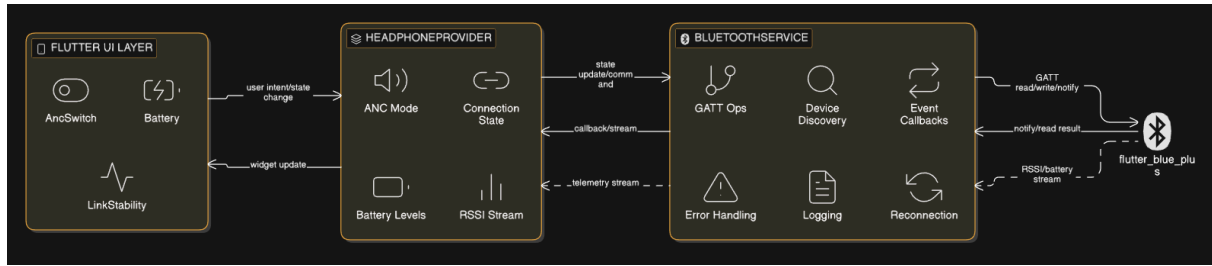 FLUTTER UI LAYER
AncSwitch
Battery
LinkStability
user intent/state
change
widget update
HEADPHONEPROVIDER
ANC Mode
Connection
State
Battery Levels
RSSI Stream
state
update/comm
and
callback/stream
telemetry stream
BLUETOOTHSERVICE
GATT Ops
Device
Discovery
Event
Callbacks
Error Handling
Logging
Reconnection
GATT
read/write/notify
notify/read result
RSSI/battery
stream
flutter_blue_plu
s